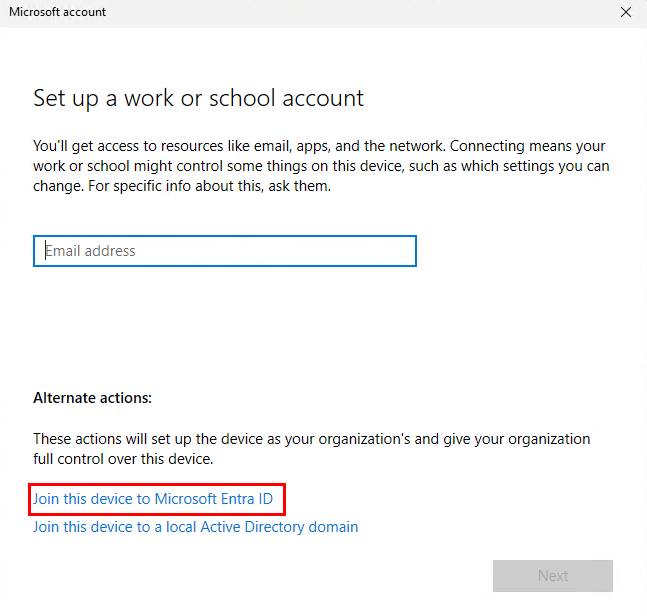 Microsoft account
Set up a work or school account
You'll get access to resources like email, apps, and the network. Connecting means your
work or school might control some things on this device, such as which settings you can
change. For specific info about this, ask them.
Email address
Alternate actions:
These actions will set up the device as your organization's and give your organization
full control over this device.
Join this device to Microsoft Entra ID
Join this device to a local Active Directory domain
Next